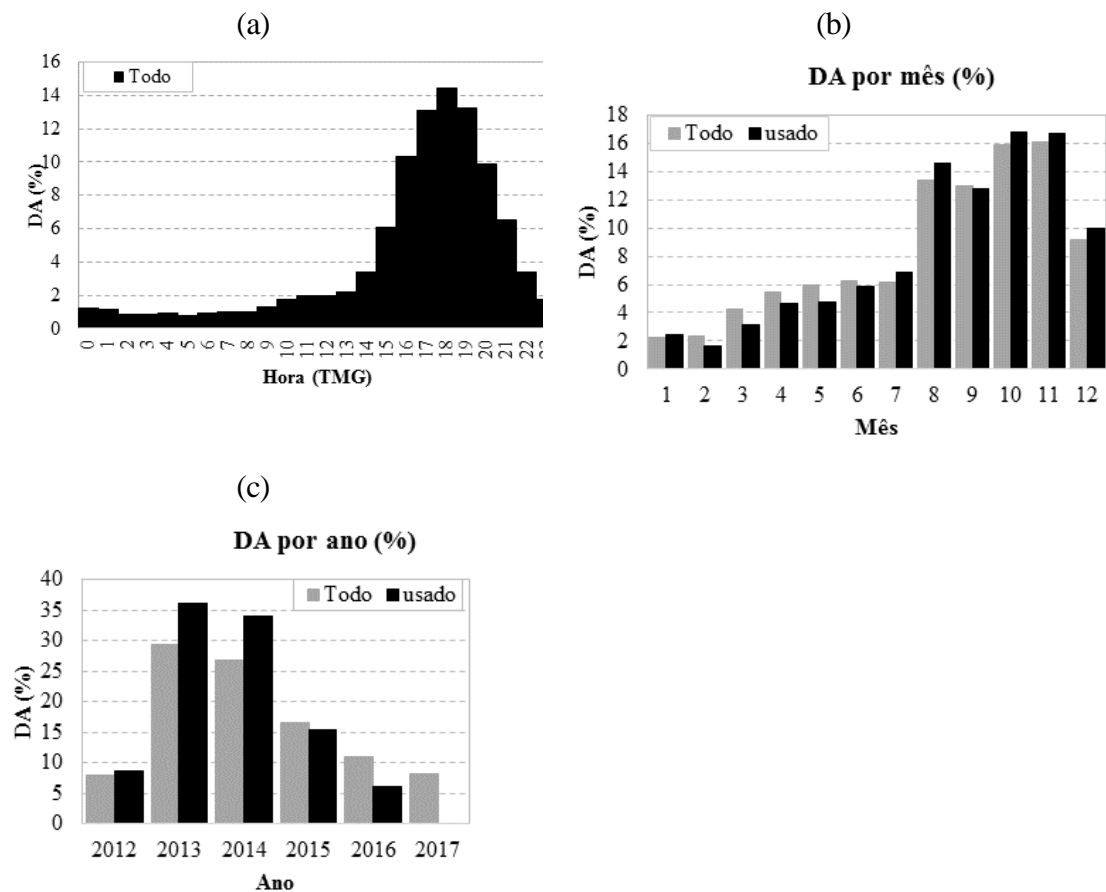 (a)
Todo
16
14
12
10
8
6
4
2
0
DA (%)
0 1 2 3 4 5 6 7 8 9 10 11 12 13 14 15 16 17 18 19 20 21 22 23
Hora (TMG)
(b)
DA por mês (%)
Todo usado
18
16
14
12
10
8
6
4
2
0
DA (%)
1 2 3 4 5 6 7 8 9 10 11 12
Mês
(c)
DA por ano (%)
Todo usado
40
35
30
25
20
15
10
5
0
DA (%)
2012 2013 2014 2015 2016 2017
Ano